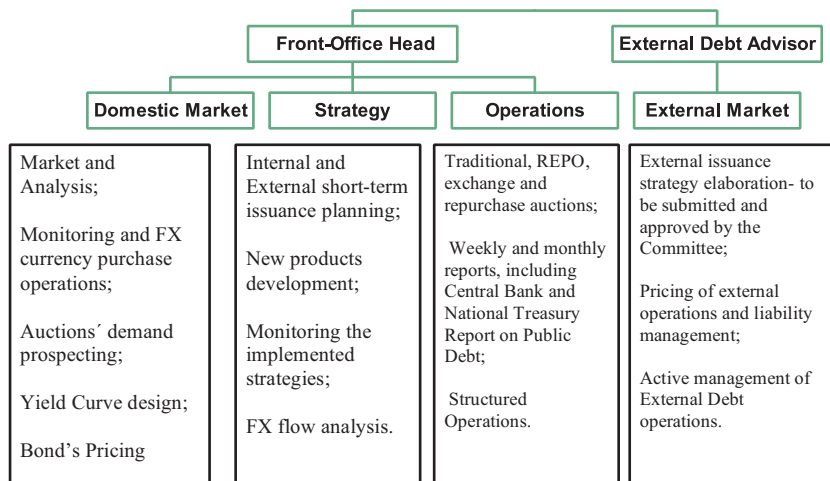 Front-Office Head
External Debt Advisor
Domestic Market
Strategy
Operations
External Market
Market and
Analysis;
Monitoring and FX
currency purchase
operations;
Auctions´ demand
prospecting;
Yield Curve design;
Bond’s Pricing
Internal and
External short-term
issuance planning;
New products
development;
Monitoring the
implemented
strategies;
FX flow analysis.
Traditional, REPO,
exchange and
repurchase auctions;
Weekly and monthly
reports, including
Central Bank and
National Treasury
Report on Public
Debt;
Structured
Operations.
External issuance
strategy elaboration- to
be submitted and
approved by the
Committee;
Pricing of external
operations and liability
management;
Active management of
External Debt
operations.